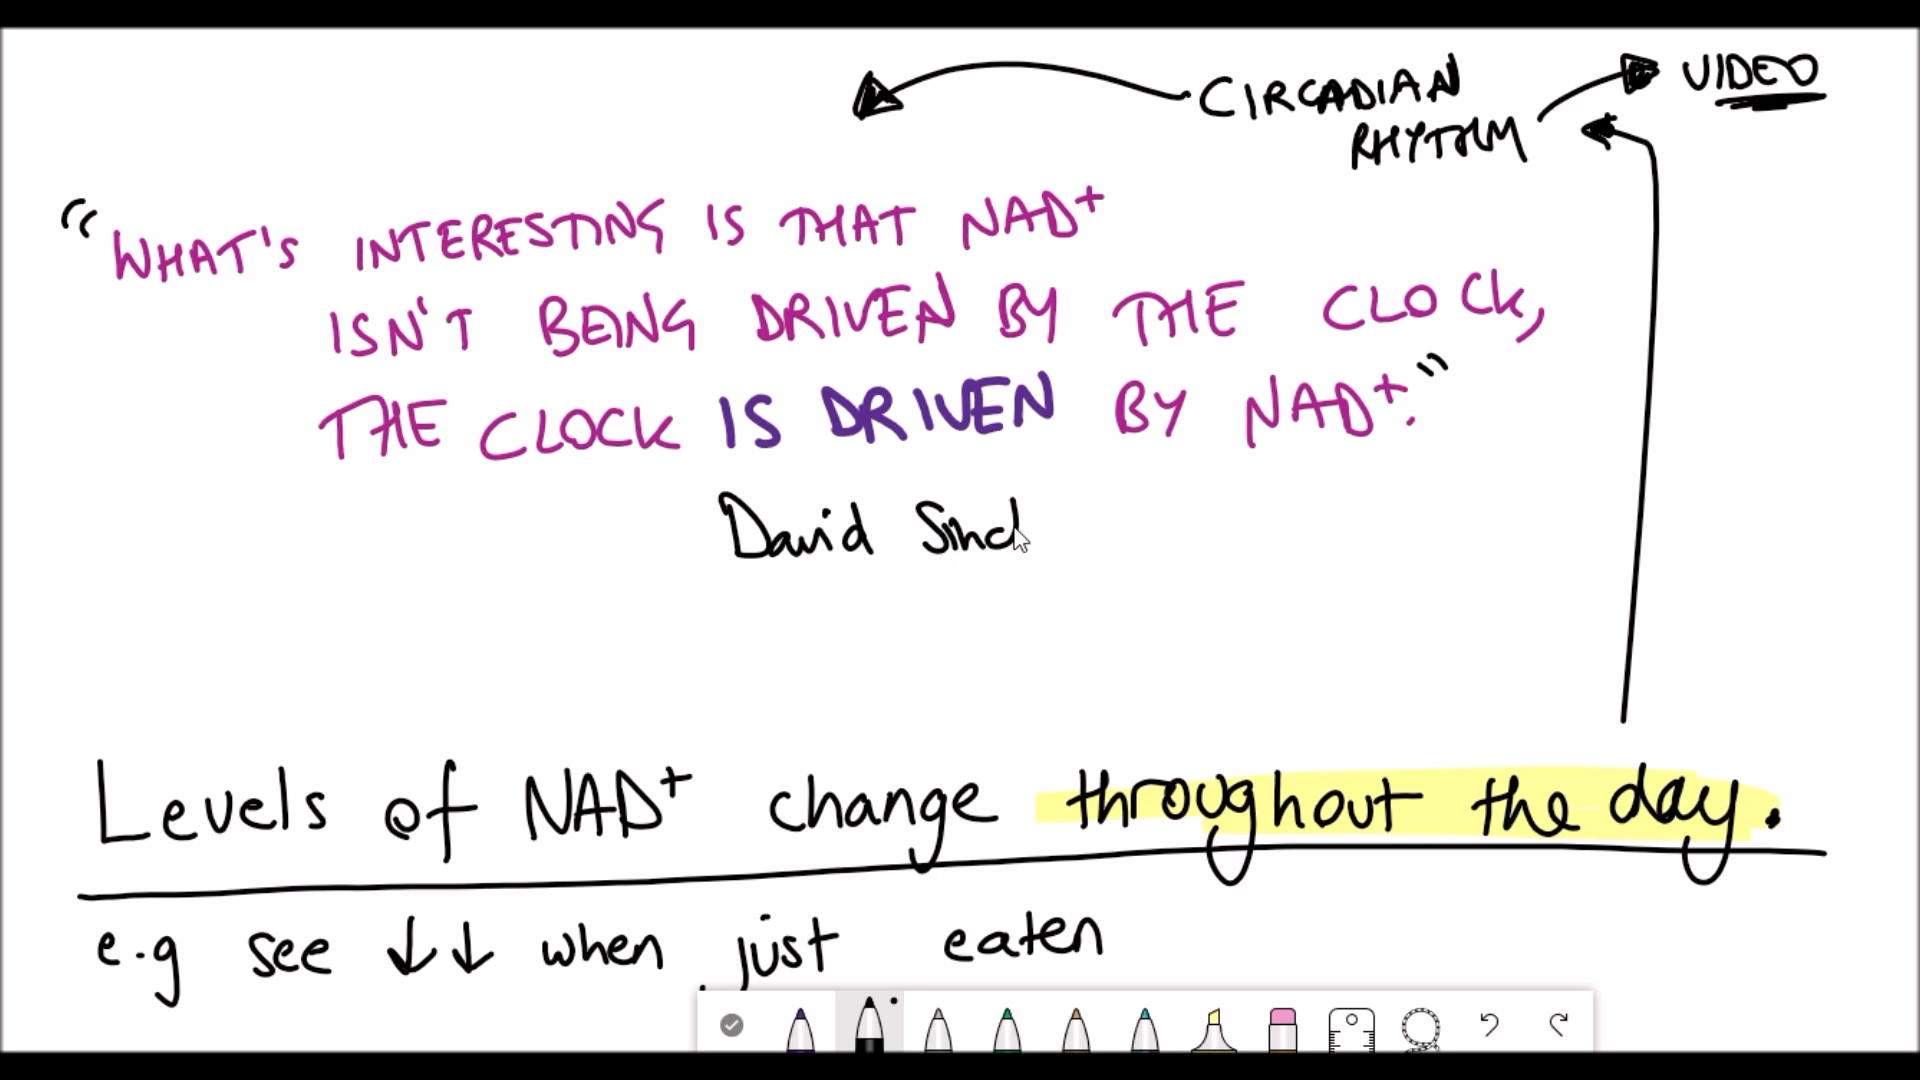 CIRCADIAN RHYTHM
VIDEO
"WHAT'S INTERESTING IS THAT NAD+
ISN'T BEING DRIVEN BY THE CLOCK,
THE CLOCK IS DRIVEN BY NAD+."
David Sincl
Levels of NAD+ change throughout the day.
e.g see ↓↓ when just eaten